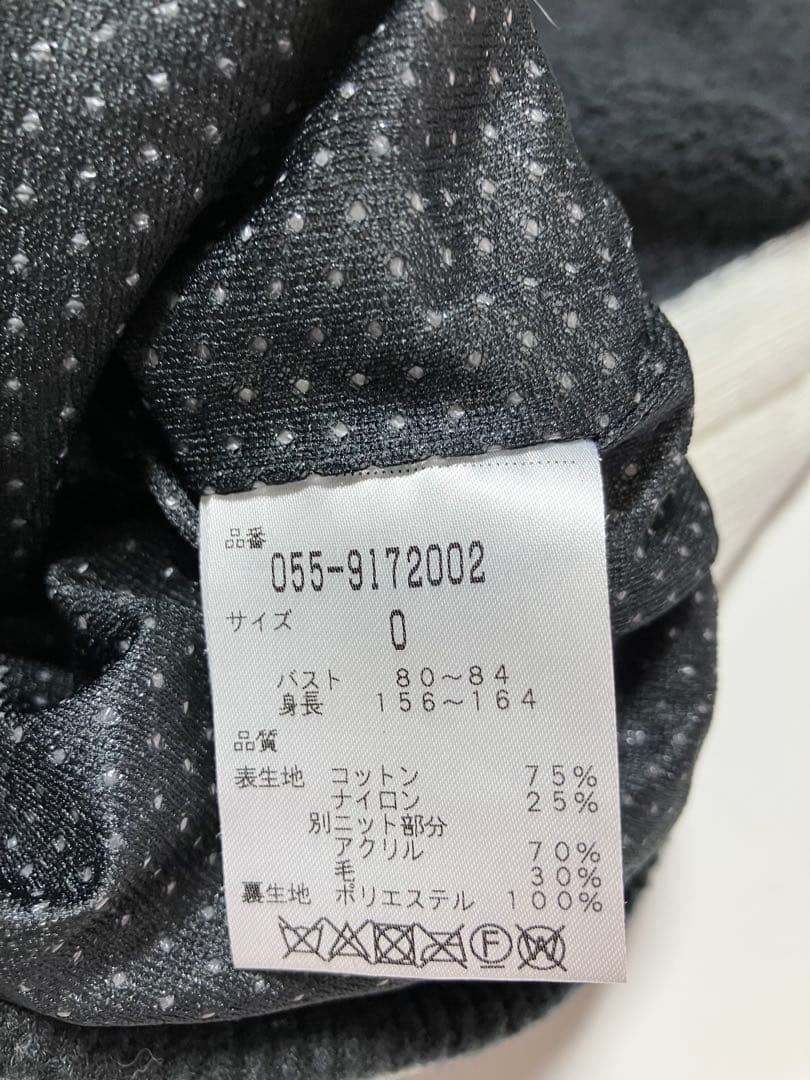 品番
055-9172002
サイズ 0
バスト 80~84
身長 156~164
品質
表生地 コットン 75%
ナイロン 25%
別ニット部分
アクリル 70%
毛 30%
裏生地 ポリエステル 100%
F W